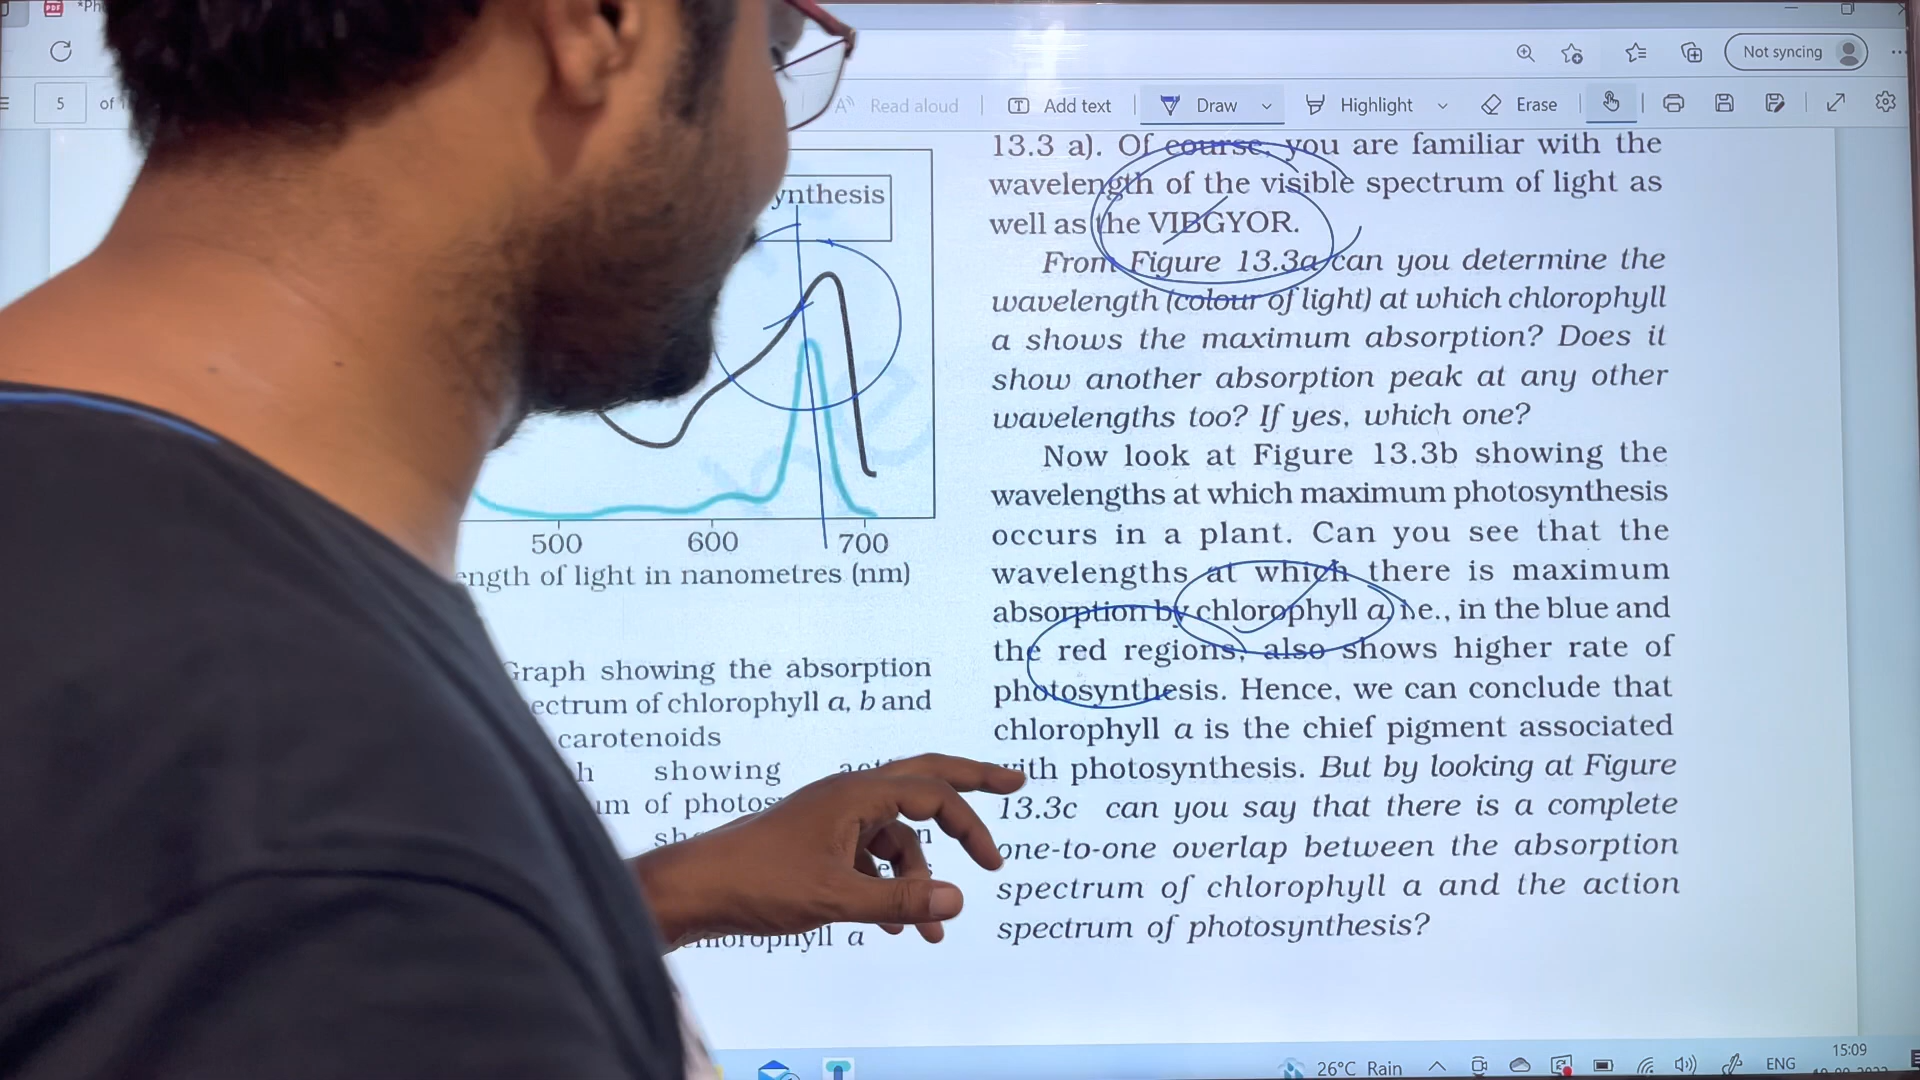 Not syncing
5 of
Read aloud
Add text
Draw
Highlight
Erase
ynthesis
500 600 700
ength of light in nanometres (nm)
Graph showing the absorption
ectrum of chlorophyll a, b and
carotenoids
h showing
um of photos
sh
n
chlorophyll a
13.3 a). Of course, you are familiar with the
wavelength of the visible spectrum of light as
well as the VIBGYOR.
From Figure 13.3a can you determine the
wavelength (colour of light) at which chlorophyll
a shows the maximum absorption? Does it
show another absorption peak at any other
wavelengths too? If yes, which one?
Now look at Figure 13.3b showing the
wavelengths at which maximum photosynthesis
occurs in a plant. Can you see that the
wavelengths at which there is maximum
absorption by chlorophyll a, i.e., in the blue and
the red regions, also shows higher rate of
photosynthesis. Hence, we can conclude that
chlorophyll a is the chief pigment associated
with photosynthesis. But by looking at Figure
13.3c can you say that there is a complete
one-to-one overlap between the absorption
spectrum of chlorophyll a and the action
spectrum of photosynthesis?
26°C Rain
ENG
15:09